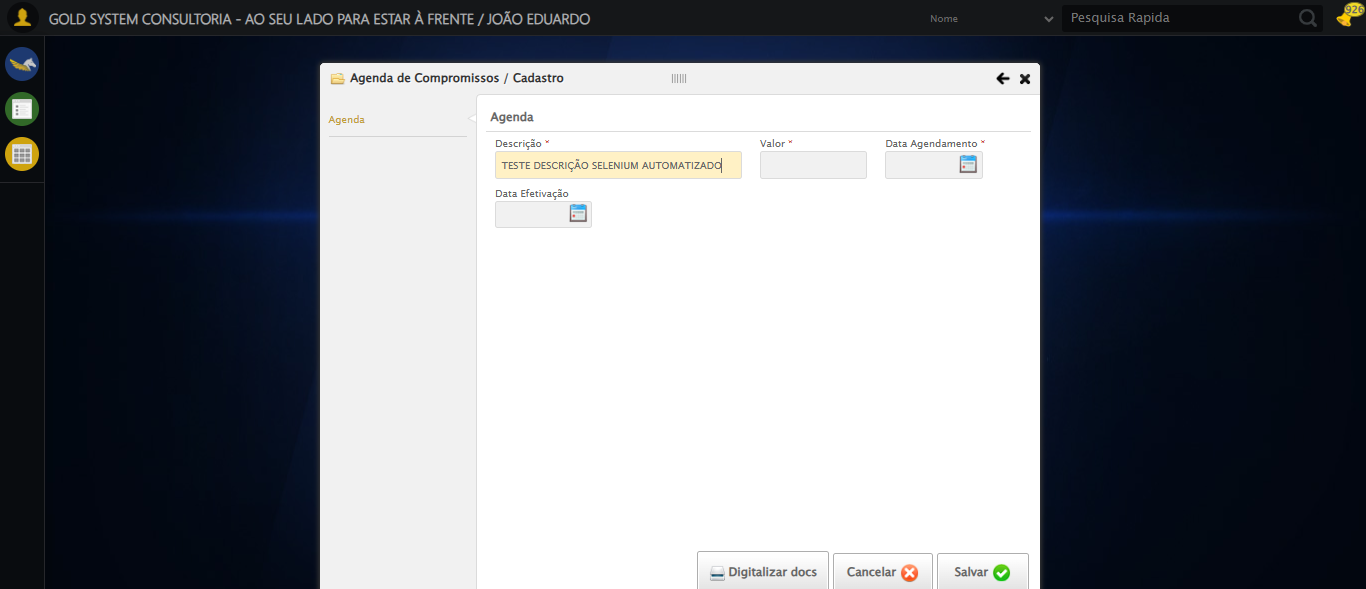 GOLD SYSTEM CONSULTORIA - AO SEU LADO PARA ESTAR À FRENTE / JOÃO EDUARDO
Nome
Pesquisa Rapida
926
Agenda de Compromissos / Cadastro
Agenda
Agenda
Descrição *
Valor *
Data Agendamento *
TESTE DESCRIÇÃO SELENIUM AUTOMATIZADO
Data Efetivação
Digitalizar docs
Cancelar
Salvar